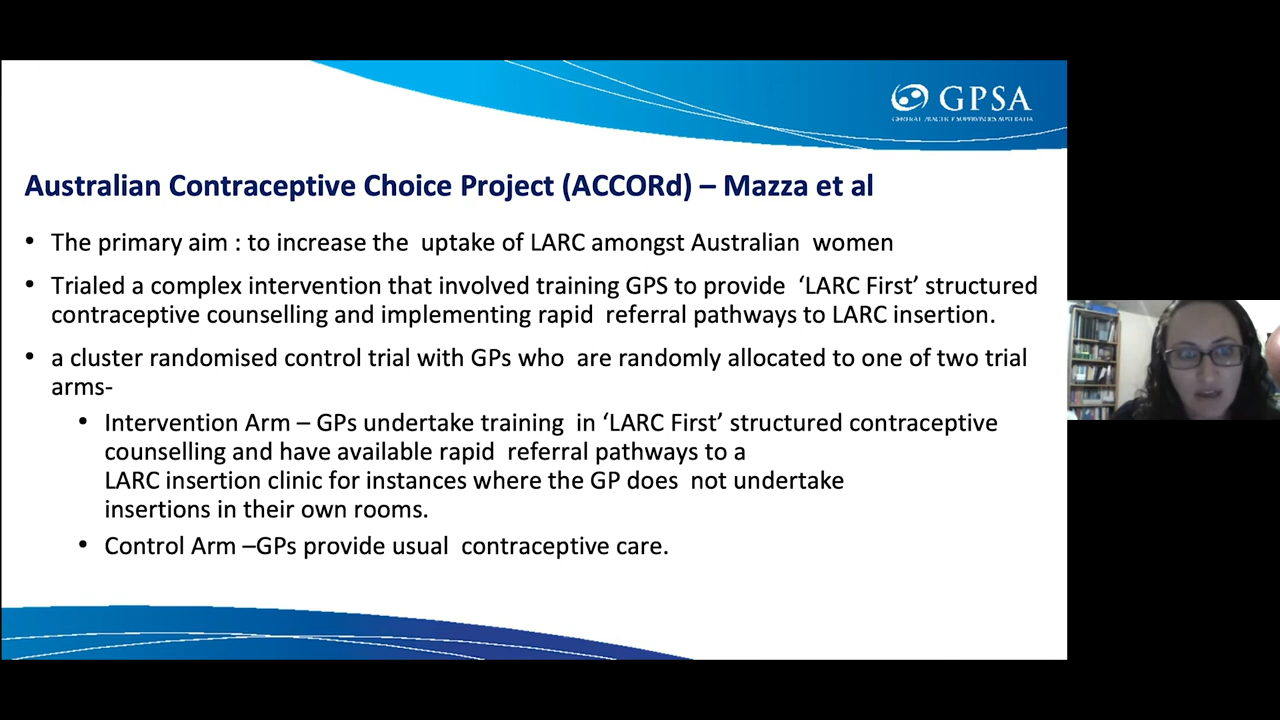 GPSA
GENERAL PRACTICE SUPERVISORS AUSTRALIA
Australian Contraceptive Choice Project (ACCORd) – Mazza et al
• The primary aim : to increase the uptake of LARC amongst Australian women
• Trialed a complex intervention that involved training GPS to provide ‘LARC First’ structured
contraceptive counselling and implementing rapid referral pathways to LARC insertion.
• a cluster randomised control trial with GPs who are randomly allocated to one of two trial
arms-
• Intervention Arm – GPs undertake training in ‘LARC First’ structured contraceptive
counselling and have available rapid referral pathways to a
LARC insertion clinic for instances where the GP does not undertake
insertions in their own rooms.
• Control Arm –GPs provide usual contraceptive care.